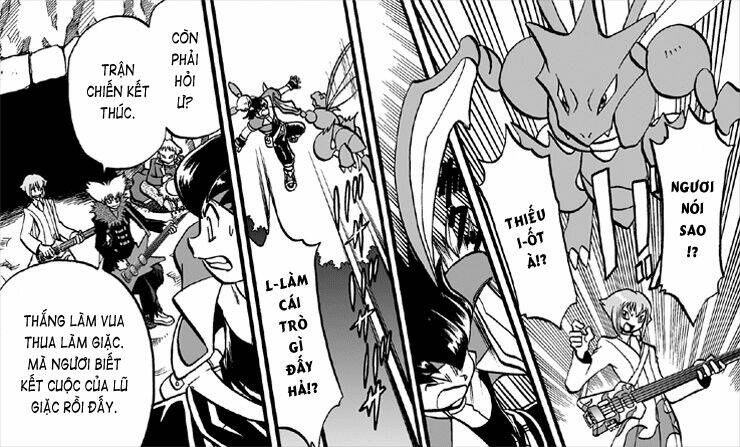 NGƯƠI
NÓI
SAO
!?
THIẾU
I-ỐT
À!?
L-LÀM
CÁI
TRÒ
GÌ
ĐẤY
HẢ!?
CÒN
PHẢI
HỎI
Ư?
TRẬN
CHIẾN KẾT
THÚC.
THẮNG LÀM VUA
THUA LÀM GIẶC.
MÀ NGƯƠI BIẾT
KẾT CUỘC CỦA LŨ
GIẶC RỒI ĐẤY.